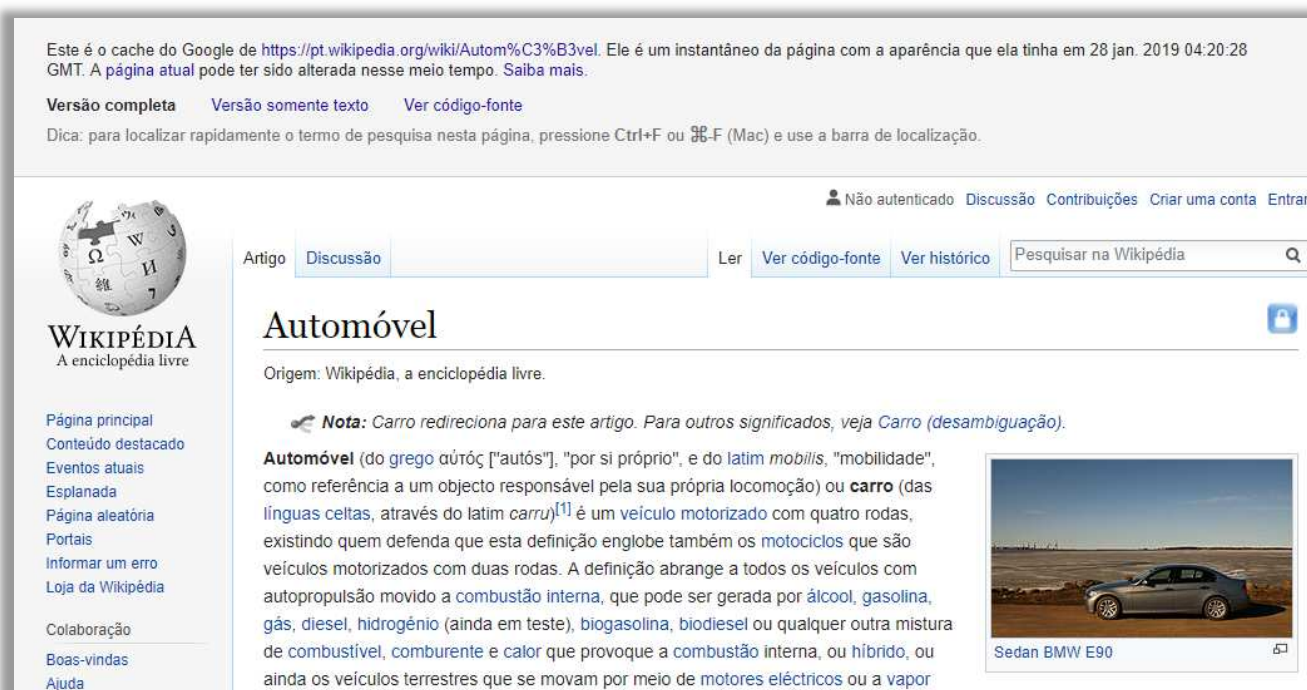 Este é o cache do Google de https://pt.wikipedia.org/wiki/Autom%C3%B3vel. Ele é um instantâneo da página com a aparência que ela tinha em 28 jan. 2019 04:20:28
GMT. A página atual pode ter sido alterada nesse meio tempo. Saiba mais.
Versão completa Versão somente texto Ver código-fonte
Dica: para localizar rapidamente o termo de pesquisa nesta página, pressione Ctrl+F ou ⌘-F (Mac) e use a barra de localização.
Não autenticado Discussão Contribuições Criar uma conta Entrar
Artigo Discussão Ler Ver código-fonte Ver histórico Pesquisar na Wikipédia
WIKIPÉDIA
A enciclopédia livre
Página principal
Conteúdo destacado
Eventos atuais
Esplanada
Página aleatória
Portais
Informar um erro
Loja da Wikipédia
Colaboração
Boas-vindas
Ajuda
Automóvel
Origem: Wikipédia, a enciclopédia livre.
Nota: Carro redireciona para este artigo. Para outros significados, veja Carro (desambiguação).
Automóvel (do grego αὐτός ["autós"], "por si próprio", e do latim mobilis, "mobilidade",
como referência a um objecto responsável pela sua própria locomoção) ou carro (das
línguas celtas, através do latim carru)[1] é um veículo motorizado com quatro rodas,
existindo quem defenda que esta definição englobe também os motociclos que são
veículos motorizados com duas rodas. A definição abrange a todos os veículos com
autopropulsão movido a combustão interna, que pode ser gerada por álcool, gasolina,
gás, diesel, hidrogénio (ainda em teste), biogasolina, biodiesel ou qualquer outra mistura
de combustível, comburente e calor que provoque a combustão interna, ou híbrido, ou
ainda os veículos terrestres que se movam por meio de motores eléctricos ou a vapor
Sedan BMW E90